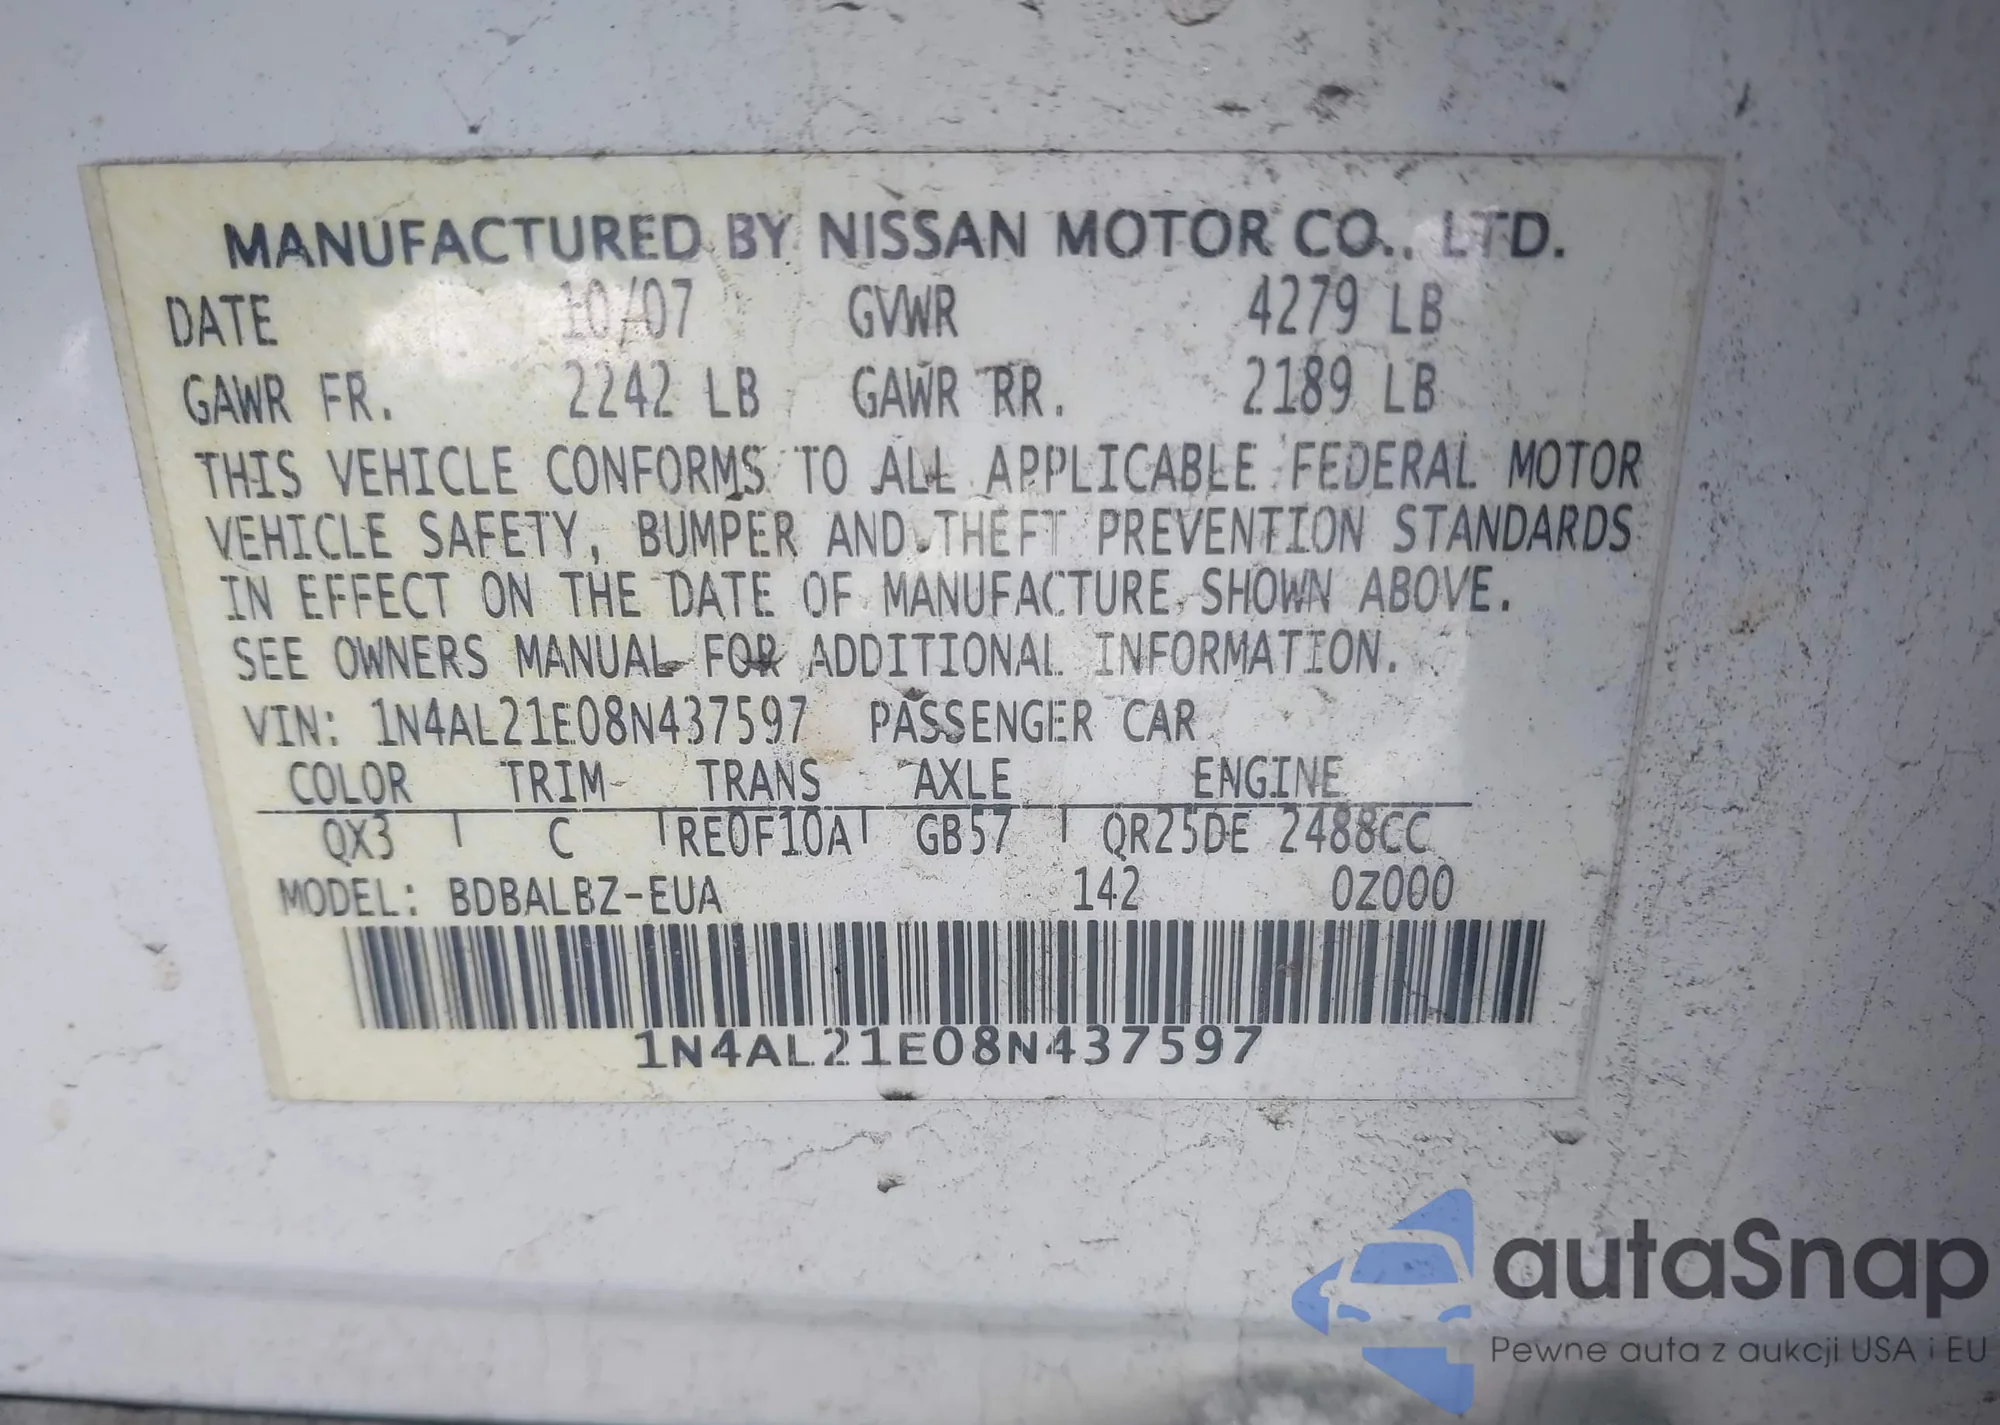 MANUFACTURED BY NISSAN MOTOR CO., LTD.
DATE 10/07 GVWR 4279 LB
GAWR FR. 2242 LB GAWR RR. 2189 LB
THIS VEHICLE CONFORMS TO ALL APPLICABLE FEDERAL MOTOR
VEHICLE SAFETY, BUMPER AND THEFT PREVENTION STANDARDS
IN EFFECT ON THE DATE OF MANUFACTURE SHOWN ABOVE.
SEE OWNERS MANUAL FOR ADDITIONAL INFORMATION.
VIN: 1N4AL21E08N437597 PASSENGER CAR
COLOR TRIM TRANS AXLE ENGINE
QX3 C RE0F10A GB57 QR25DE 2488CC
MODEL: BDBALBZ-EUA 142 0Z000
1N4AL21E08N437597
autaSnap
Pewne auta z aukcji USA i EU